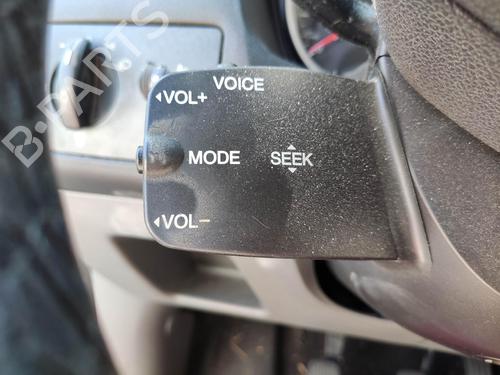 VOICE
VOL+
MODE SEEK
VOL-
B-PARTS